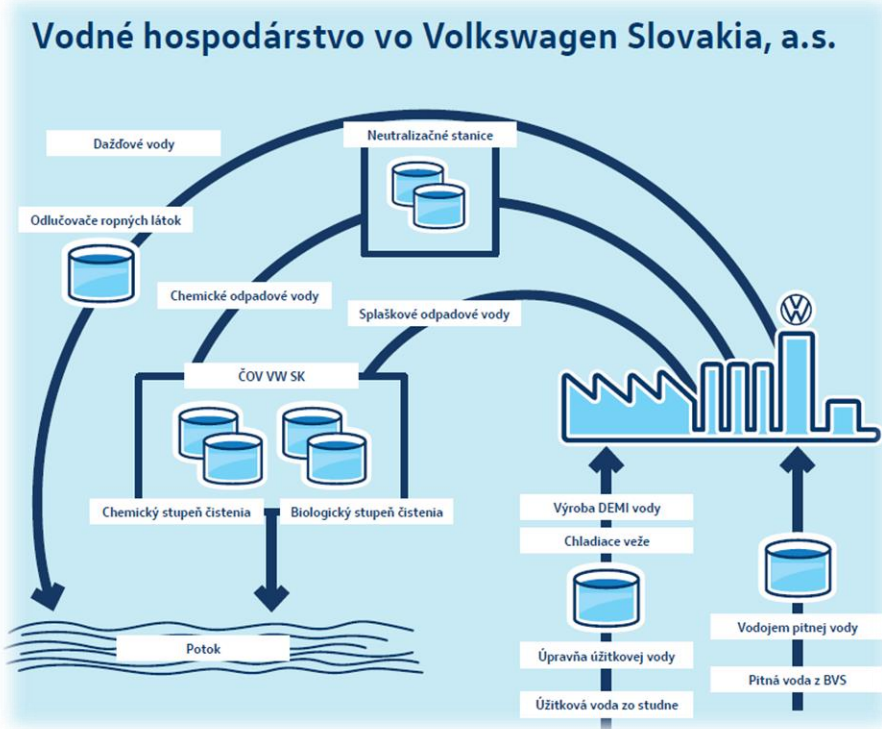 Vodné hospodárstvo vo Volkswagen Slovakia, a.s.
Dažďové vody
Neutralizačné stanice
Odlučovače ropných látok
Chemické odpadové vody
Splaškové odpadové vody
ČOV VW SK
Chemický stupeň čistenia
Biologický stupeň čistenia
Potok
Výroba DEMI vody
Chladiace veže
Úpravňa úžitkovej vody
Úžitková voda zo studne
Vodojem pitnej vody
Pitná voda z BVS